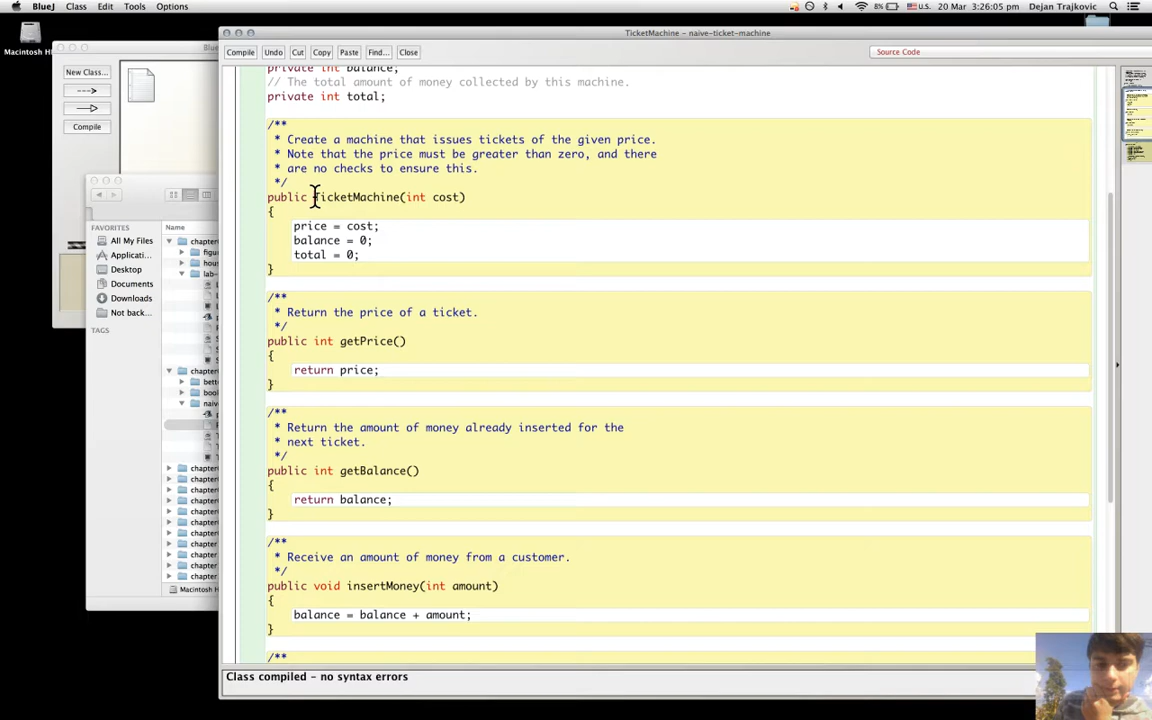 BlueJ Class Edit Tools Options
8% U.S. 20 Mar 3:26:05 pm Dejan Trajkovic
Macintosh H
TicketMachine – naive-ticket-machine
Compile Undo Cut Copy Paste Find... Close
Source Code
New Class...
Compile
FAVORITES
All My Files
Applicati...
Desktop
Documents
Downloads
Not back...
TAGS
chapter
figur
hous
lab-
chapter
bett
book
naiv
chapter
chapter
chapter
chapter
chapter
chapter
chapter
chapter
chapter
chapter
Macintosh H
private int balance;
// The total amount of money collected by this machine.
private int total;
/**
* Create a machine that issues tickets of the given price.
* Note that the price must be greater than zero, and there
* are no checks to ensure this.
*/
public TicketMachine(int cost)
{
price = cost;
balance = 0;
total = 0;
}
/**
* Return the price of a ticket.
*/
public int getPrice()
{
return price;
}
/**
* Return the amount of money already inserted for the
* next ticket.
*/
public int getBalance()
{
return balance;
}
/**
* Receive an amount of money from a customer.
*/
public void insertMoney(int amount)
{
balance = balance + amount;
}
/**
Class compiled – no syntax errors